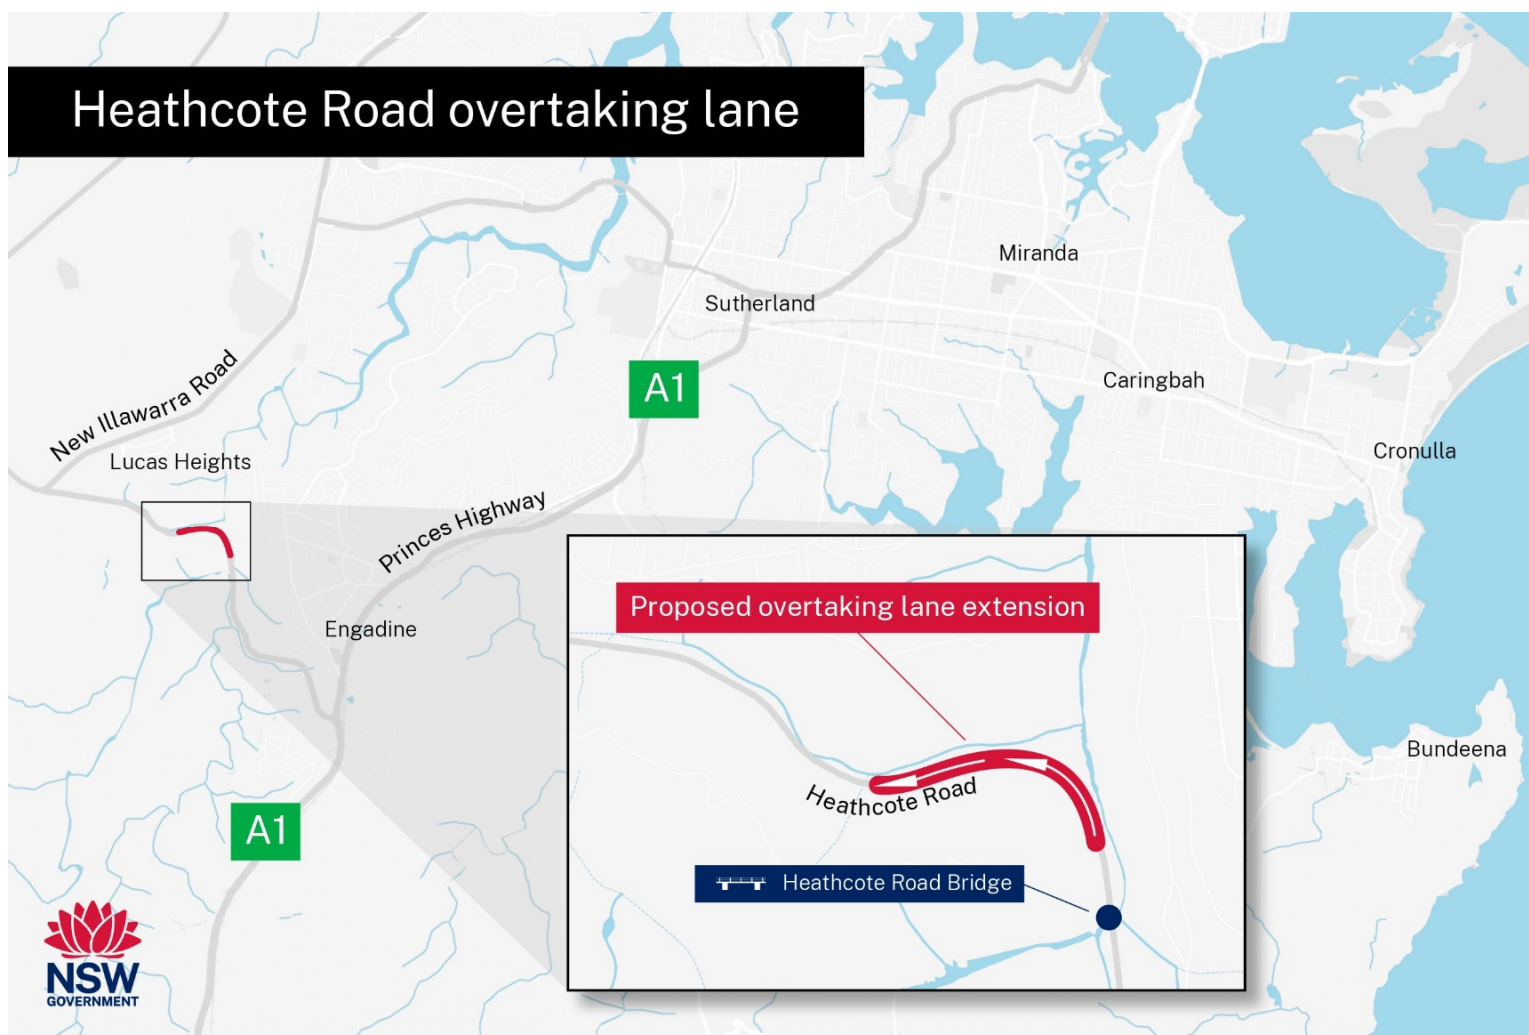 Heathcote Road overtaking lane
Miranda
Sutherland
New Illawarra Road
A1
Caringbah
Lucas Heights
Cronulla
Princes Highway
Engadine
Proposed overtaking lane extension
Heathcote Road
Bundeena
A1
Heathcote Road Bridge
NSW
GOVERNMENT